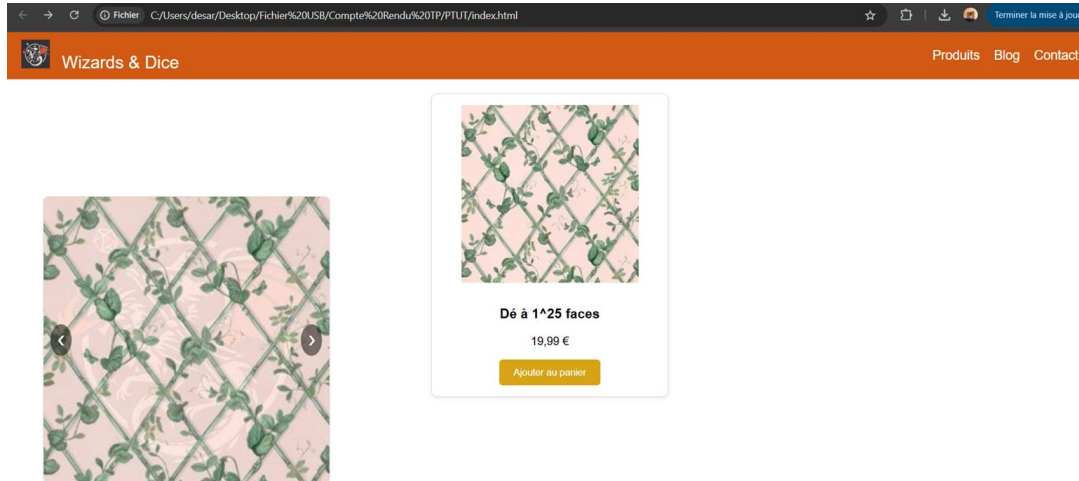 Fichier C:/Users/desar/Desktop/Fichier%20USB/Compte%20Rendu%20TP/PTUT/index.html
Terminer la mise à jour
Wizards & Dice
Produits Blog Contact
Dé à 1^25 faces
19,99 €
Ajouter au panier